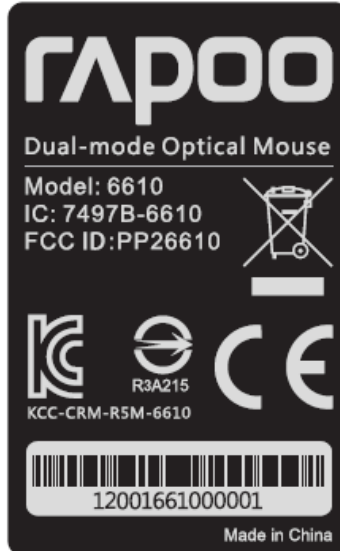 rapoo
Dual-mode Optical Mouse
Model: 6610
IC: 7497B-6610
FCC ID:PP26610
R3A215
KCC-CRM-R5M-6610
12001661000001
Made in China